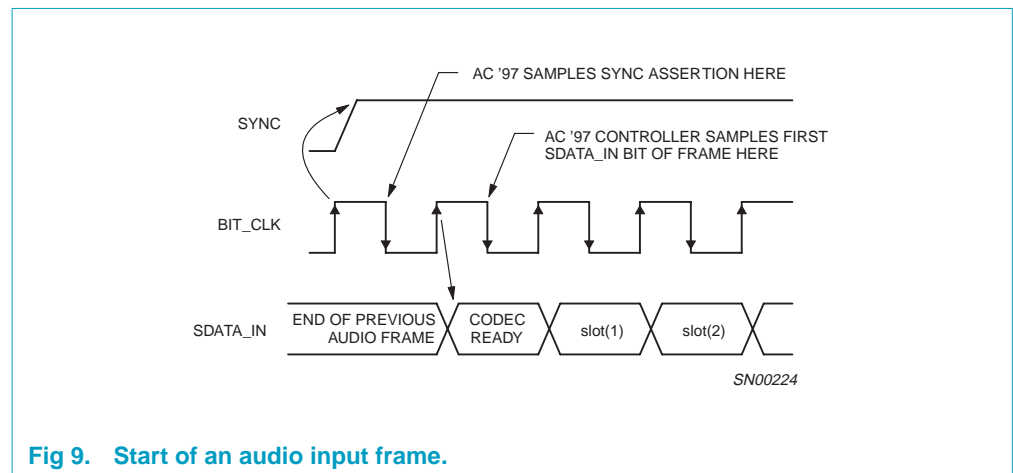 AC '97 SAMPLES SYNC ASSERTION HERE
SYNC
AC '97 CONTROLLER SAMPLES FIRST
SDATA_IN BIT OF FRAME HERE
BIT_CLK
SDATA_IN
END OF PREVIOUS
AUDIO FRAME
CODEC
READY
slot(1)
slot(2)
SN00224
Fig 9. Start of an audio input frame.